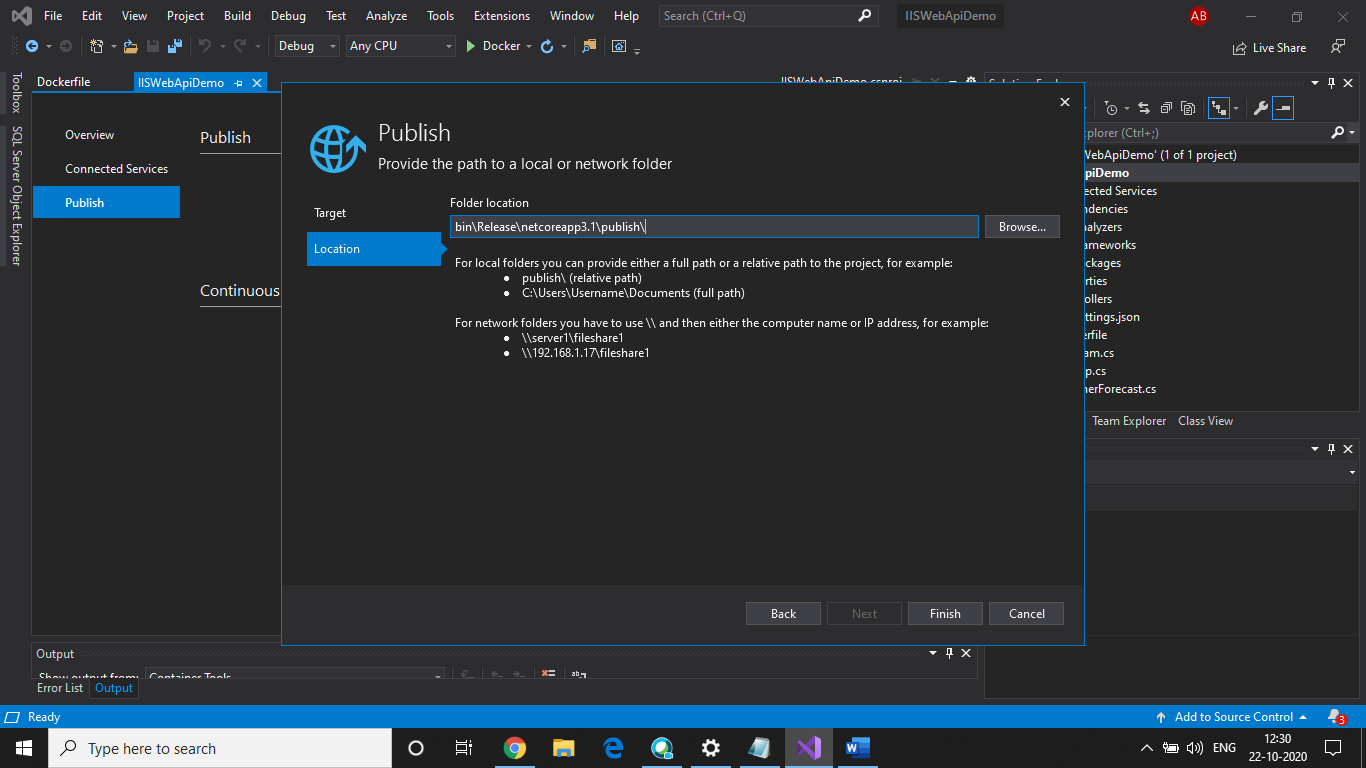 File Edit View Project Build Debug Test Analyze Tools Extensions Window Help Search (Ctrl+Q) IISWebApiDemo AB
Debug Any CPU Docker Live Share
Toolbox
SQL Server Object Explorer
Dockerfile IISWebApiDemo IISWebApiDemo.csproj
Overview
Connected Services
Publish
Publish
Continuous
Publish
Provide the path to a local or network folder
Target
Location
Folder location
bin\Release\netcoreapp3.1\publish\
Browse...
For local folders you can provide either a full path or a relative path to the project, for example:
• publish\ (relative path)
• C:\Users\Username\Documents (full path)
For network folders you have to use \\ and then either the computer name or IP address, for example:
• \\server1\fileshare1
• \\192.168.1.17\fileshare1
Back Next Finish Cancel
xplorer (Ctrl+;)
WebApiDemo' (1 of 1 project)
piDemo
ected Services
ndencies
nalyzers
ameworks
ckages
rties
ollers
ttings.json
erfile
am.cs
p.cs
nerForecast.cs
Team Explorer Class View
Output
Show output from: Container Tools
Error List Output
Ready
Add to Source Control
3
Type here to search
ENG
12:30
22-10-2020